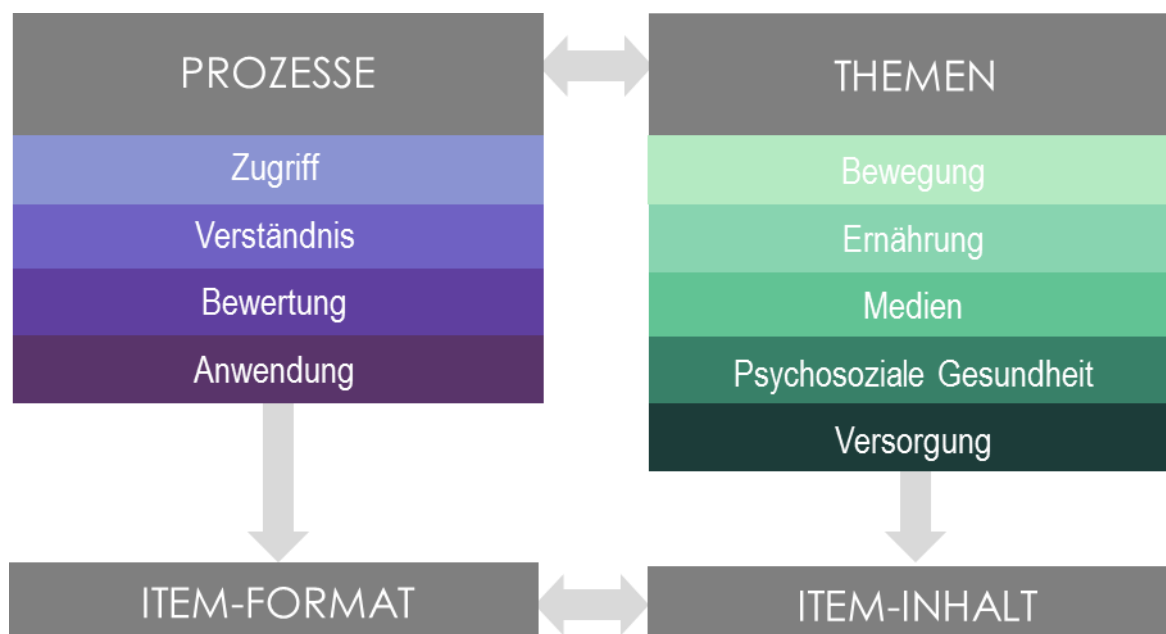 PROZESSE
Zugriff
Verständnis
Bewertung
Anwendung
THEMEN
Bewegung
Ernährung
Medien
Psychosoziale Gesundheit
Versorgung
ITEM-FORMAT
ITEM-INHALT